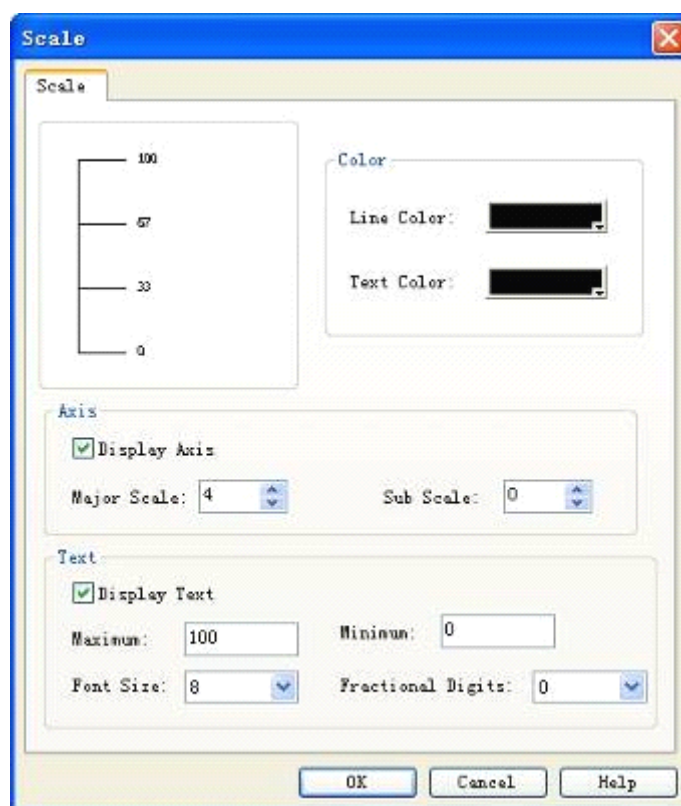 Scale
Scale
100
67
33
0
Color
Line Color:
Text Color:
Axis
Display Axis
Major Scale: 4 Sub Scale: 0
Text
Display Text
Maximum: 100 Minimum: 0
Font Size: 8 Fractional Digits: 0
OK Cancel Help